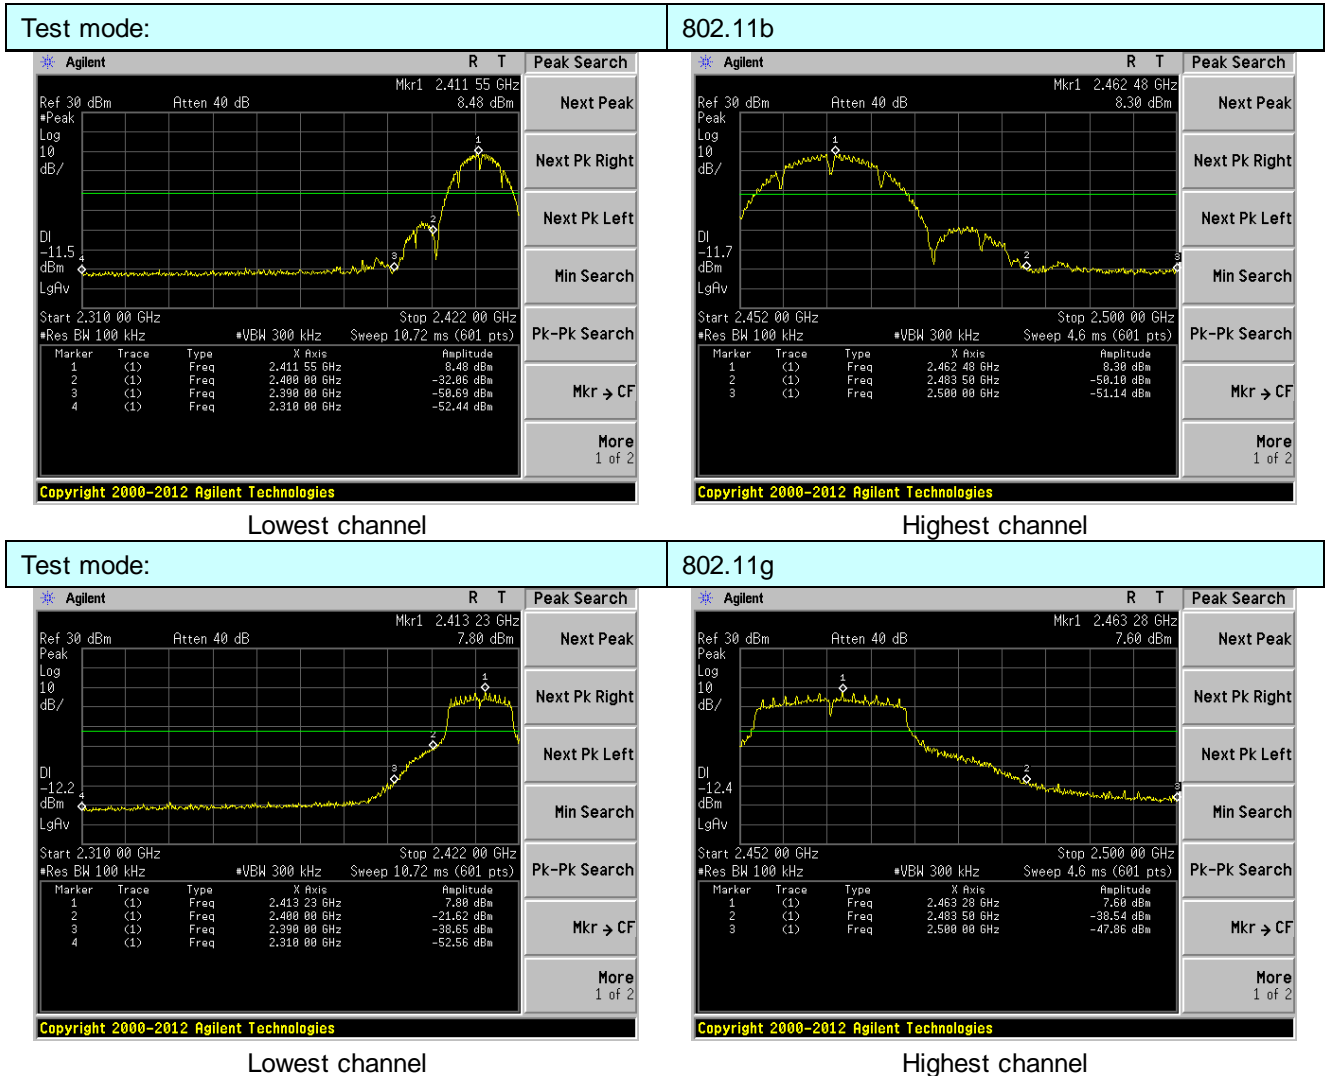 Test mode: 802.11b
Agilent R T Peak Search
Mkr1 2.411 55 GHz
Ref 30 dBm Atten 40 dB 8.48 dBm
#Peak
Log
10
dB/
1
2
3
4
DI
-11.5
dBm
LgAv
Start 2.310 00 GHz Stop 2.422 00 GHz
#Res BW 100 kHz #VBW 300 kHz Sweep 10.72 ms (601 pts)
Marker Trace Type X Axis Amplitude
1 (1) Freq 2.411 55 GHz 8.48 dBm
2 (1) Freq 2.400 00 GHz -32.06 dBm
3 (1) Freq 2.390 00 GHz -50.69 dBm
4 (1) Freq 2.310 00 GHz -52.44 dBm
Next Peak
Next Pk Right
Next Pk Left
Min Search
Pk-Pk Search
Mkr → CF
More
1 of 2
Copyright 2000-2012 Agilent Technologies
Lowest channel
Agilent R T Peak Search
Mkr1 2.462 48 GHz
Ref 30 dBm Atten 40 dB 8.30 dBm
Peak
Log
10
dB/
1
2
3
DI
-11.7
dBm
LgAv
Start 2.452 00 GHz Stop 2.500 00 GHz
#Res BW 100 kHz #VBW 300 kHz Sweep 4.6 ms (601 pts)
Marker Trace Type X Axis Amplitude
1 (1) Freq 2.462 48 GHz 8.30 dBm
2 (1) Freq 2.483 50 GHz -50.10 dBm
3 (1) Freq 2.500 00 GHz -51.14 dBm
Next Peak
Next Pk Right
Next Pk Left
Min Search
Pk-Pk Search
Mkr → CF
More
1 of 2
Copyright 2000-2012 Agilent Technologies
Highest channel
Test mode: 802.11g
Agilent R T Peak Search
Mkr1 2.413 23 GHz
Ref 30 dBm Atten 40 dB 7.80 dBm
Peak
Log
10
dB/
1
2
3
4
DI
-12.2
dBm
LgAv
Start 2.310 00 GHz Stop 2.422 00 GHz
#Res BW 100 kHz #VBW 300 kHz Sweep 10.72 ms (601 pts)
Marker Trace Type X Axis Amplitude
1 (1) Freq 2.413 23 GHz 7.80 dBm
2 (1) Freq 2.400 00 GHz -21.62 dBm
3 (1) Freq 2.390 00 GHz -38.65 dBm
4 (1) Freq 2.310 00 GHz -52.56 dBm
Next Peak
Next Pk Right
Next Pk Left
Min Search
Pk-Pk Search
Mkr → CF
More
1 of 2
Copyright 2000-2012 Agilent Technologies
Lowest channel
Agilent R T Peak Search
Mkr1 2.463 28 GHz
Ref 30 dBm Atten 40 dB 7.60 dBm
Peak
Log
10
dB/
1
2
3
DI
-12.4
dBm
LgAv
Start 2.452 00 GHz Stop 2.500 00 GHz
#Res BW 100 kHz #VBW 300 kHz Sweep 4.6 ms (601 pts)
Marker Trace Type X Axis Amplitude
1 (1) Freq 2.463 28 GHz 7.60 dBm
2 (1) Freq 2.483 50 GHz -38.54 dBm
3 (1) Freq 2.500 00 GHz -47.86 dBm
Next Peak
Next Pk Right
Next Pk Left
Min Search
Pk-Pk Search
Mkr → CF
More
1 of 2
Copyright 2000-2012 Agilent Technologies
Highest channel